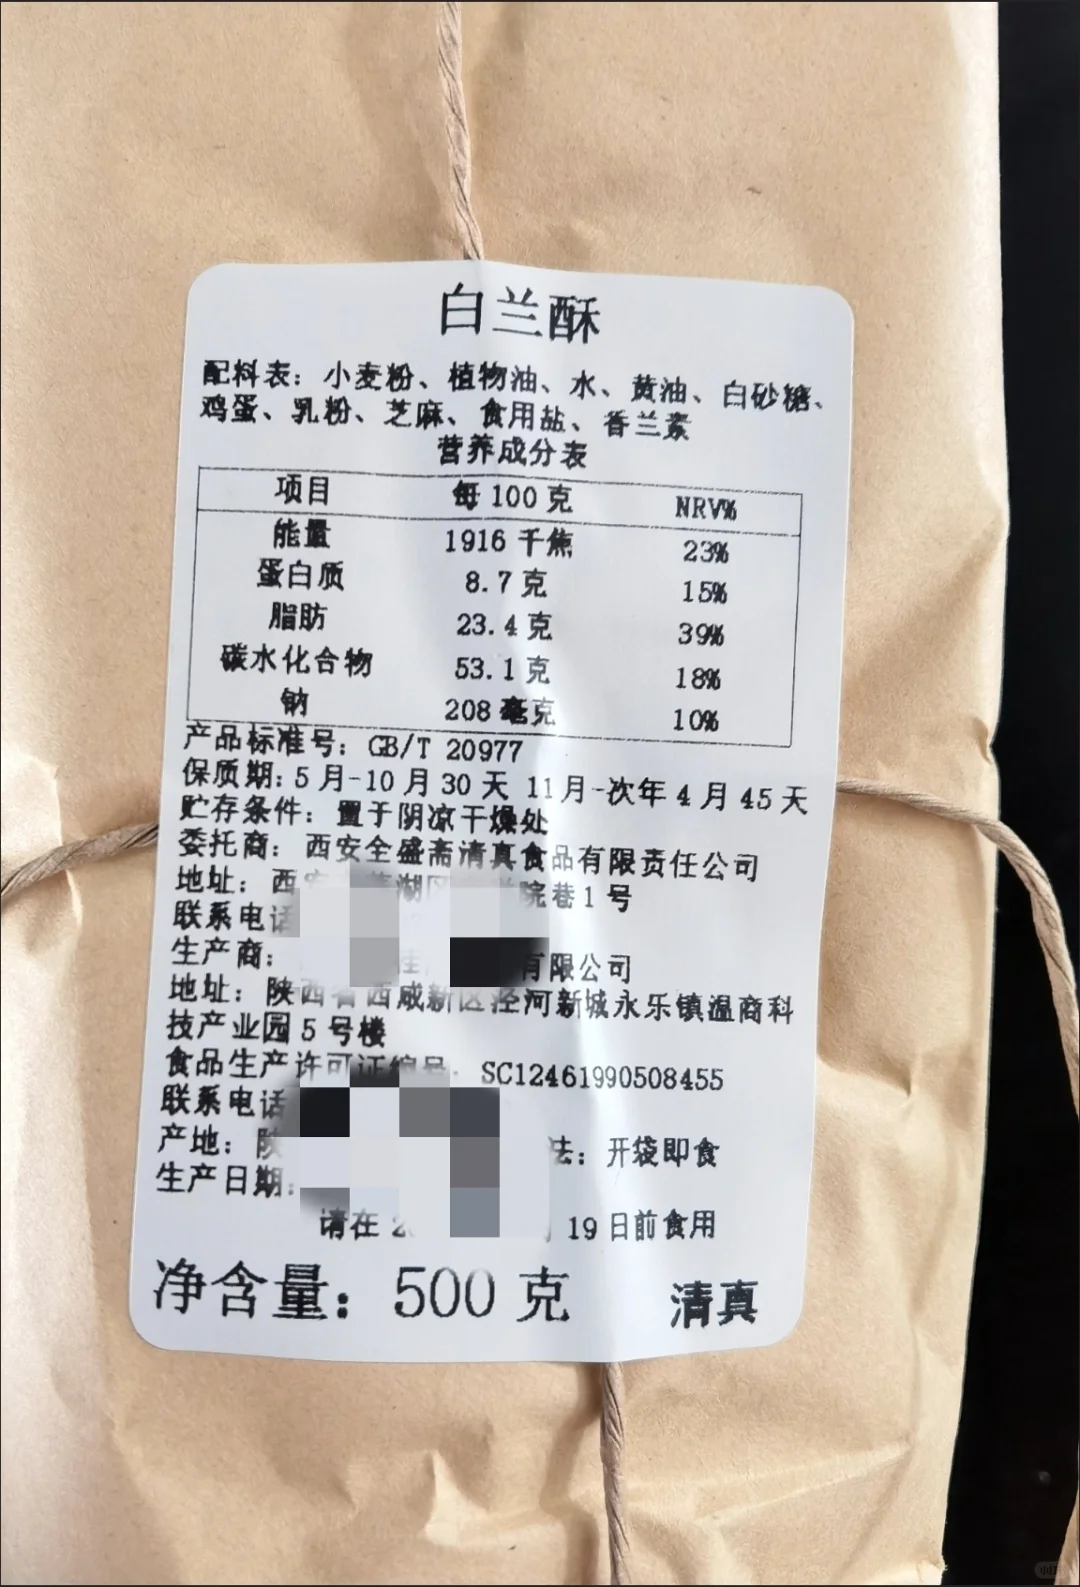 白兰酥
配料表：小麦粉、植物油、水、黄油、白砂糖、
鸡蛋、乳粉、芝麻、食用盐、香兰素
营养成分表
项目 每100克 NRV%
能量 1916千焦 23%
蛋白质 8.7克 15%
脂肪 23.4克 39%
碳水化合物 53.1克 18%
钠 208毫克 10%
产品标准号：GB/T 20977
保质期：5月-10月30天 11月-次年4月45天
贮存条件：置于阴凉干燥处
委托商：西安全盛斋清真食品有限责任公司
地址：西 湖 院巷1号
联系电话
生产商： 有限公司
地址：陕西省西咸新区泾河新城永乐镇温商科
技产业园5号楼
食品生产许可证编号：SC12461990508455
联系电话
产地：陕 法：开袋即食
生产日期：
请在2 19日前食用
净含量：500克 清真